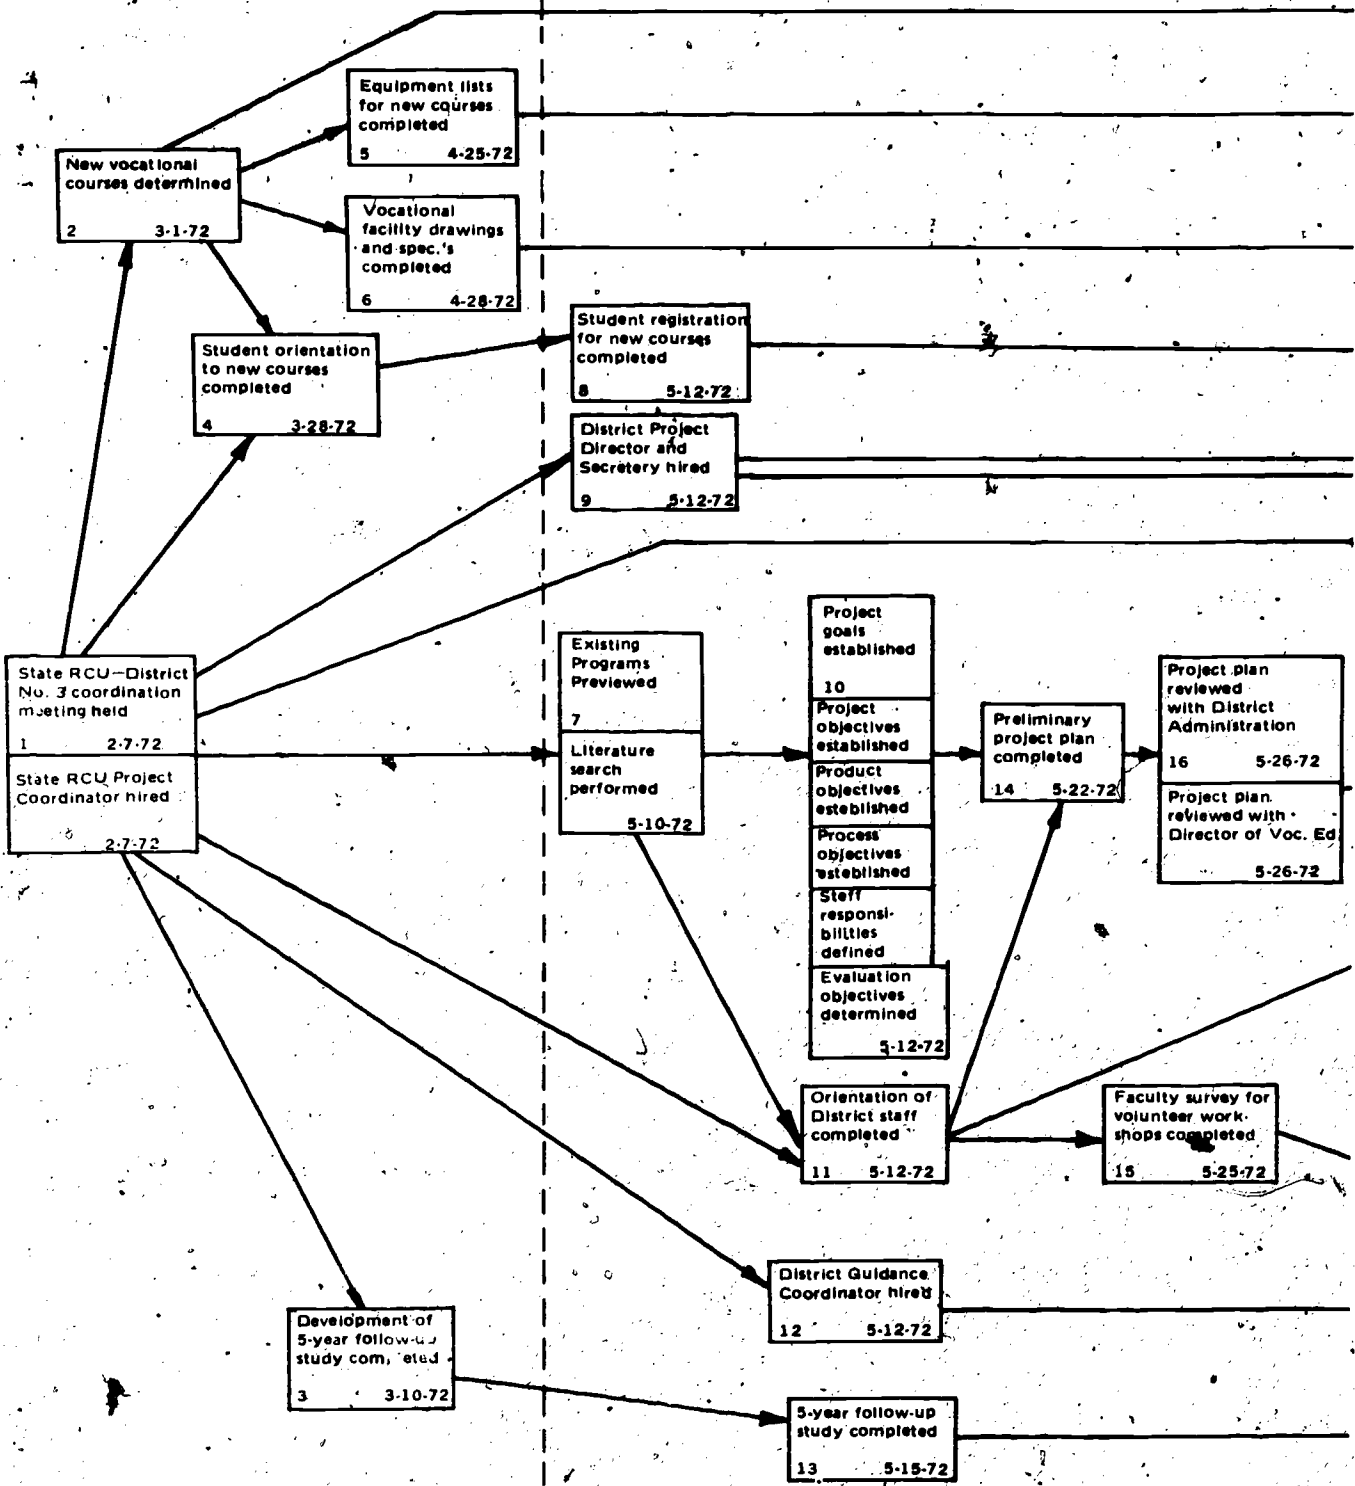 Equipment lists
for new courses
completed
5 4-25-72
New vocational
courses determined
2 3-1-72
Vocational
facility drawings
and spec.'s
completed
6 4-28-72
Student registration
for new courses
completed
8 5-12-72
Student orientation
to new courses
completed
4 3-28-72
District Project
Director and
Secretery hired
9 5-12-72
State RCU—District
No. 3 coordination
meeting held
1 2-7-72
State RCU Project
Coordinator hired
2-7-72
Existing
Programs
Previewed
7
Literature
search
performed
5-10-72
Project
goals
established
10
Project
objectives
established
Product
objectives
esteblished
Process
objectives
esteblished
Steff
responsi-
bilities
defined
Evaluation
objectives
determined
5-12-72
Preliminary
project plan
completed
14 5-22-72
Project plan
reviewed
with District
Administration
16 5-26-72
Project plan
reviewed with
Director of Voc. Ed
5-26-72
Orientation of
District staff
completed
11 5-12-72
Faculty survey for
volunteer work-
shops completed
15 5-25-72
District Guidance
Coordinator hired
12 5-12-72
Development of
5-year follow-up
study
3 3-10-72
5-year follow-up
study completed
13 5-15-72